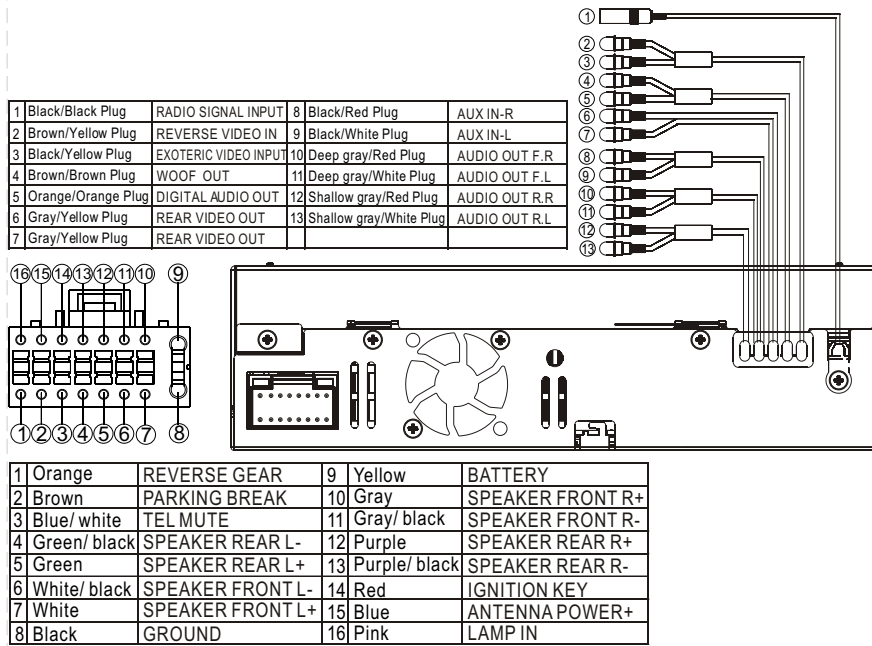 ①
②
③
④
⑤
⑥
⑦
⑧
⑨
⑩
⑪
⑫
⑬
1 Black/Black Plug RADIO SIGNAL INPUT 8 Black/Red Plug AUX IN-R
2 Brown/Yellow Plug REVERSE VIDEO IN 9 Black/White Plug AUX IN-L
3 Black/Yellow Plug EXOTERIC VIDEO INPUT 10 Deep gray/Red Plug AUDIO OUT F.R
4 Brown/Brown Plug WOOF OUT 11 Deep gray/White Plug AUDIO OUT F.L
5 Orange/Orange Plug DIGITAL AUDIO OUT 12 Shallow gray/Red Plug AUDIO OUT R.R
6 Gray/Yellow Plug REAR VIDEO OUT 13 Shallow gray/White Plug AUDIO OUT R.L
7 Gray/Yellow Plug REAR VIDEO OUT
⑯ ⑮ ⑭ ⑬ ⑫ ⑪ ⑩ ⑨
① ② ③ ④ ⑤ ⑥ ⑦ ⑧
1 Orange REVERSE GEAR 9 Yellow BATTERY
2 Brown PARKING BREAK 10 Gray SPEAKER FRONT R+
3 Blue/ white TEL MUTE 11 Gray/ black SPEAKER FRONT R-
4 Green/ black SPEAKER REAR L- 12 Purple SPEAKER REAR R+
5 Green SPEAKER REAR L+ 13 Purple/ black SPEAKER REAR R-
6 White/ black SPEAKER FRONT L- 14 Red IGNITION KEY
7 White SPEAKER FRONT L+ 15 Blue ANTENNA POWER+
8 Black GROUND 16 Pink LAMP IN